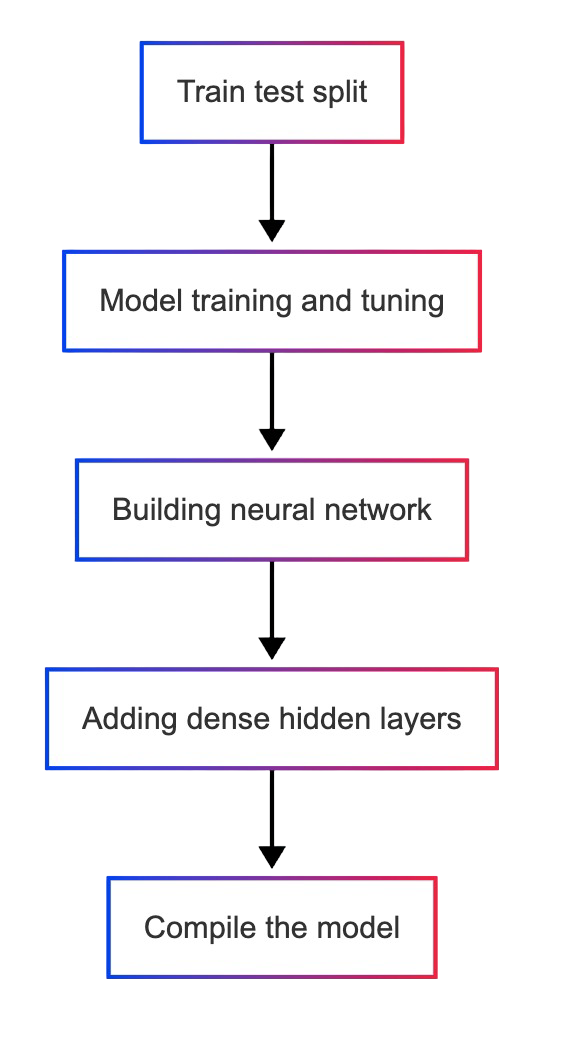 Train test split
Model training and tuning
Building neural network
Adding dense hidden layers
Compile the model